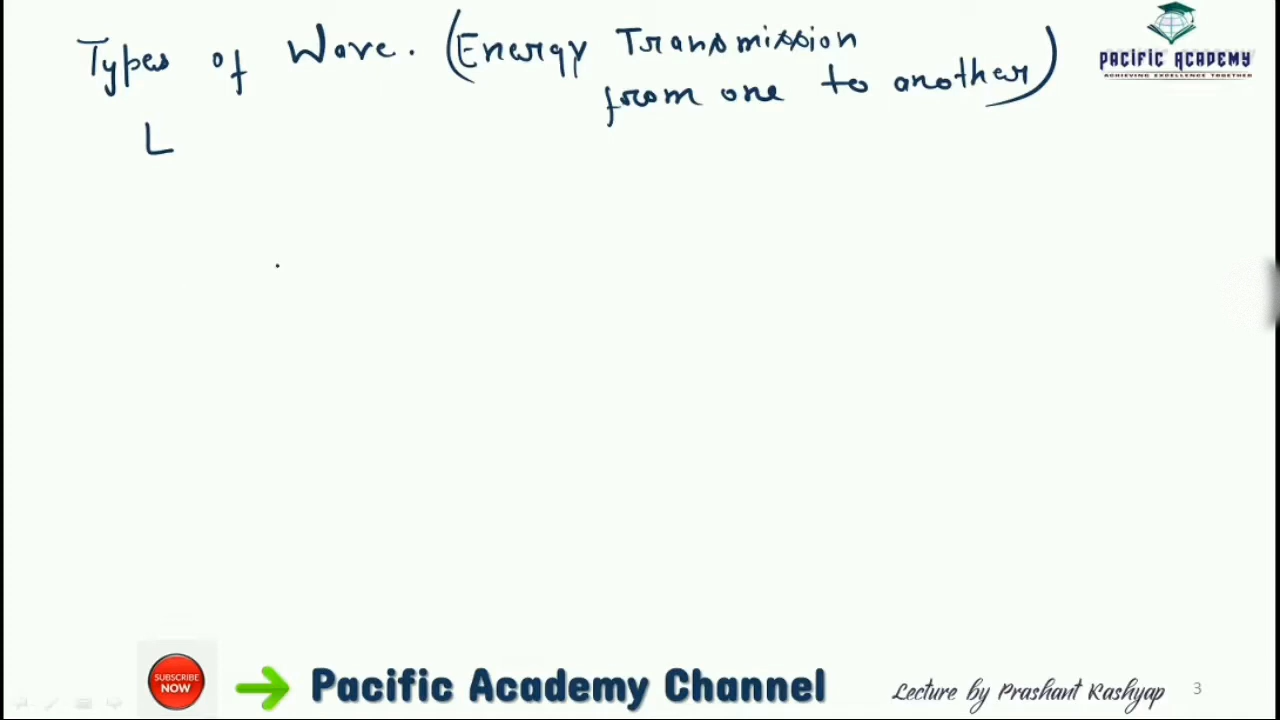 Types of Wave. (Energy Transmission
from one to another)
L
PACIFIC ACADEMY
ACHIEVING EXCELLENCE TOGETHER
SUBSCRIBE
NOW
Pacific Academy Channel
Lecture by Prashant Kashyap
3